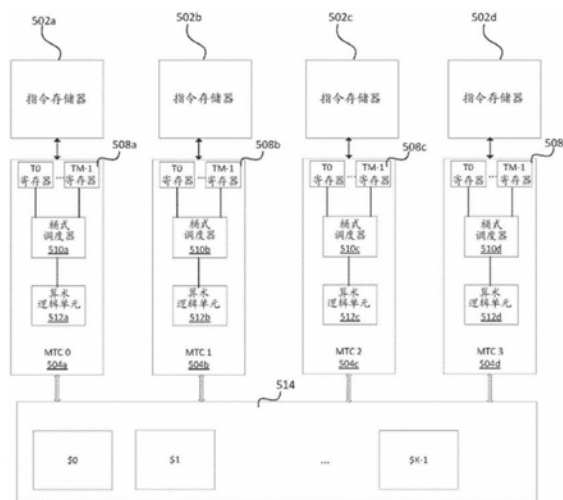 502a 502b 502c 502d
指令存储器 指令存储器 指令存储器 指令存储器
508a 508b 508c 508
T0 寄存器 ... TM-1 寄存器 T0 寄存器 ... TM-1 寄存器 T0 寄存器 ... TM-1 寄存器 T0 寄存器 ... TM-1 寄存器
桶式 桶式 桶式 桶式
调度器 调度器 调度器 调度器
510a 510b 510c 510d
算术 算术 算术 算术
逻辑单元 逻辑单元 逻辑单元 逻辑单元
512a 512b 512c 512d
MTC 0 MTC 1 MTC 2 MTC 3
504a 504b 504c 504d
514
$0 $1 ... $K-1